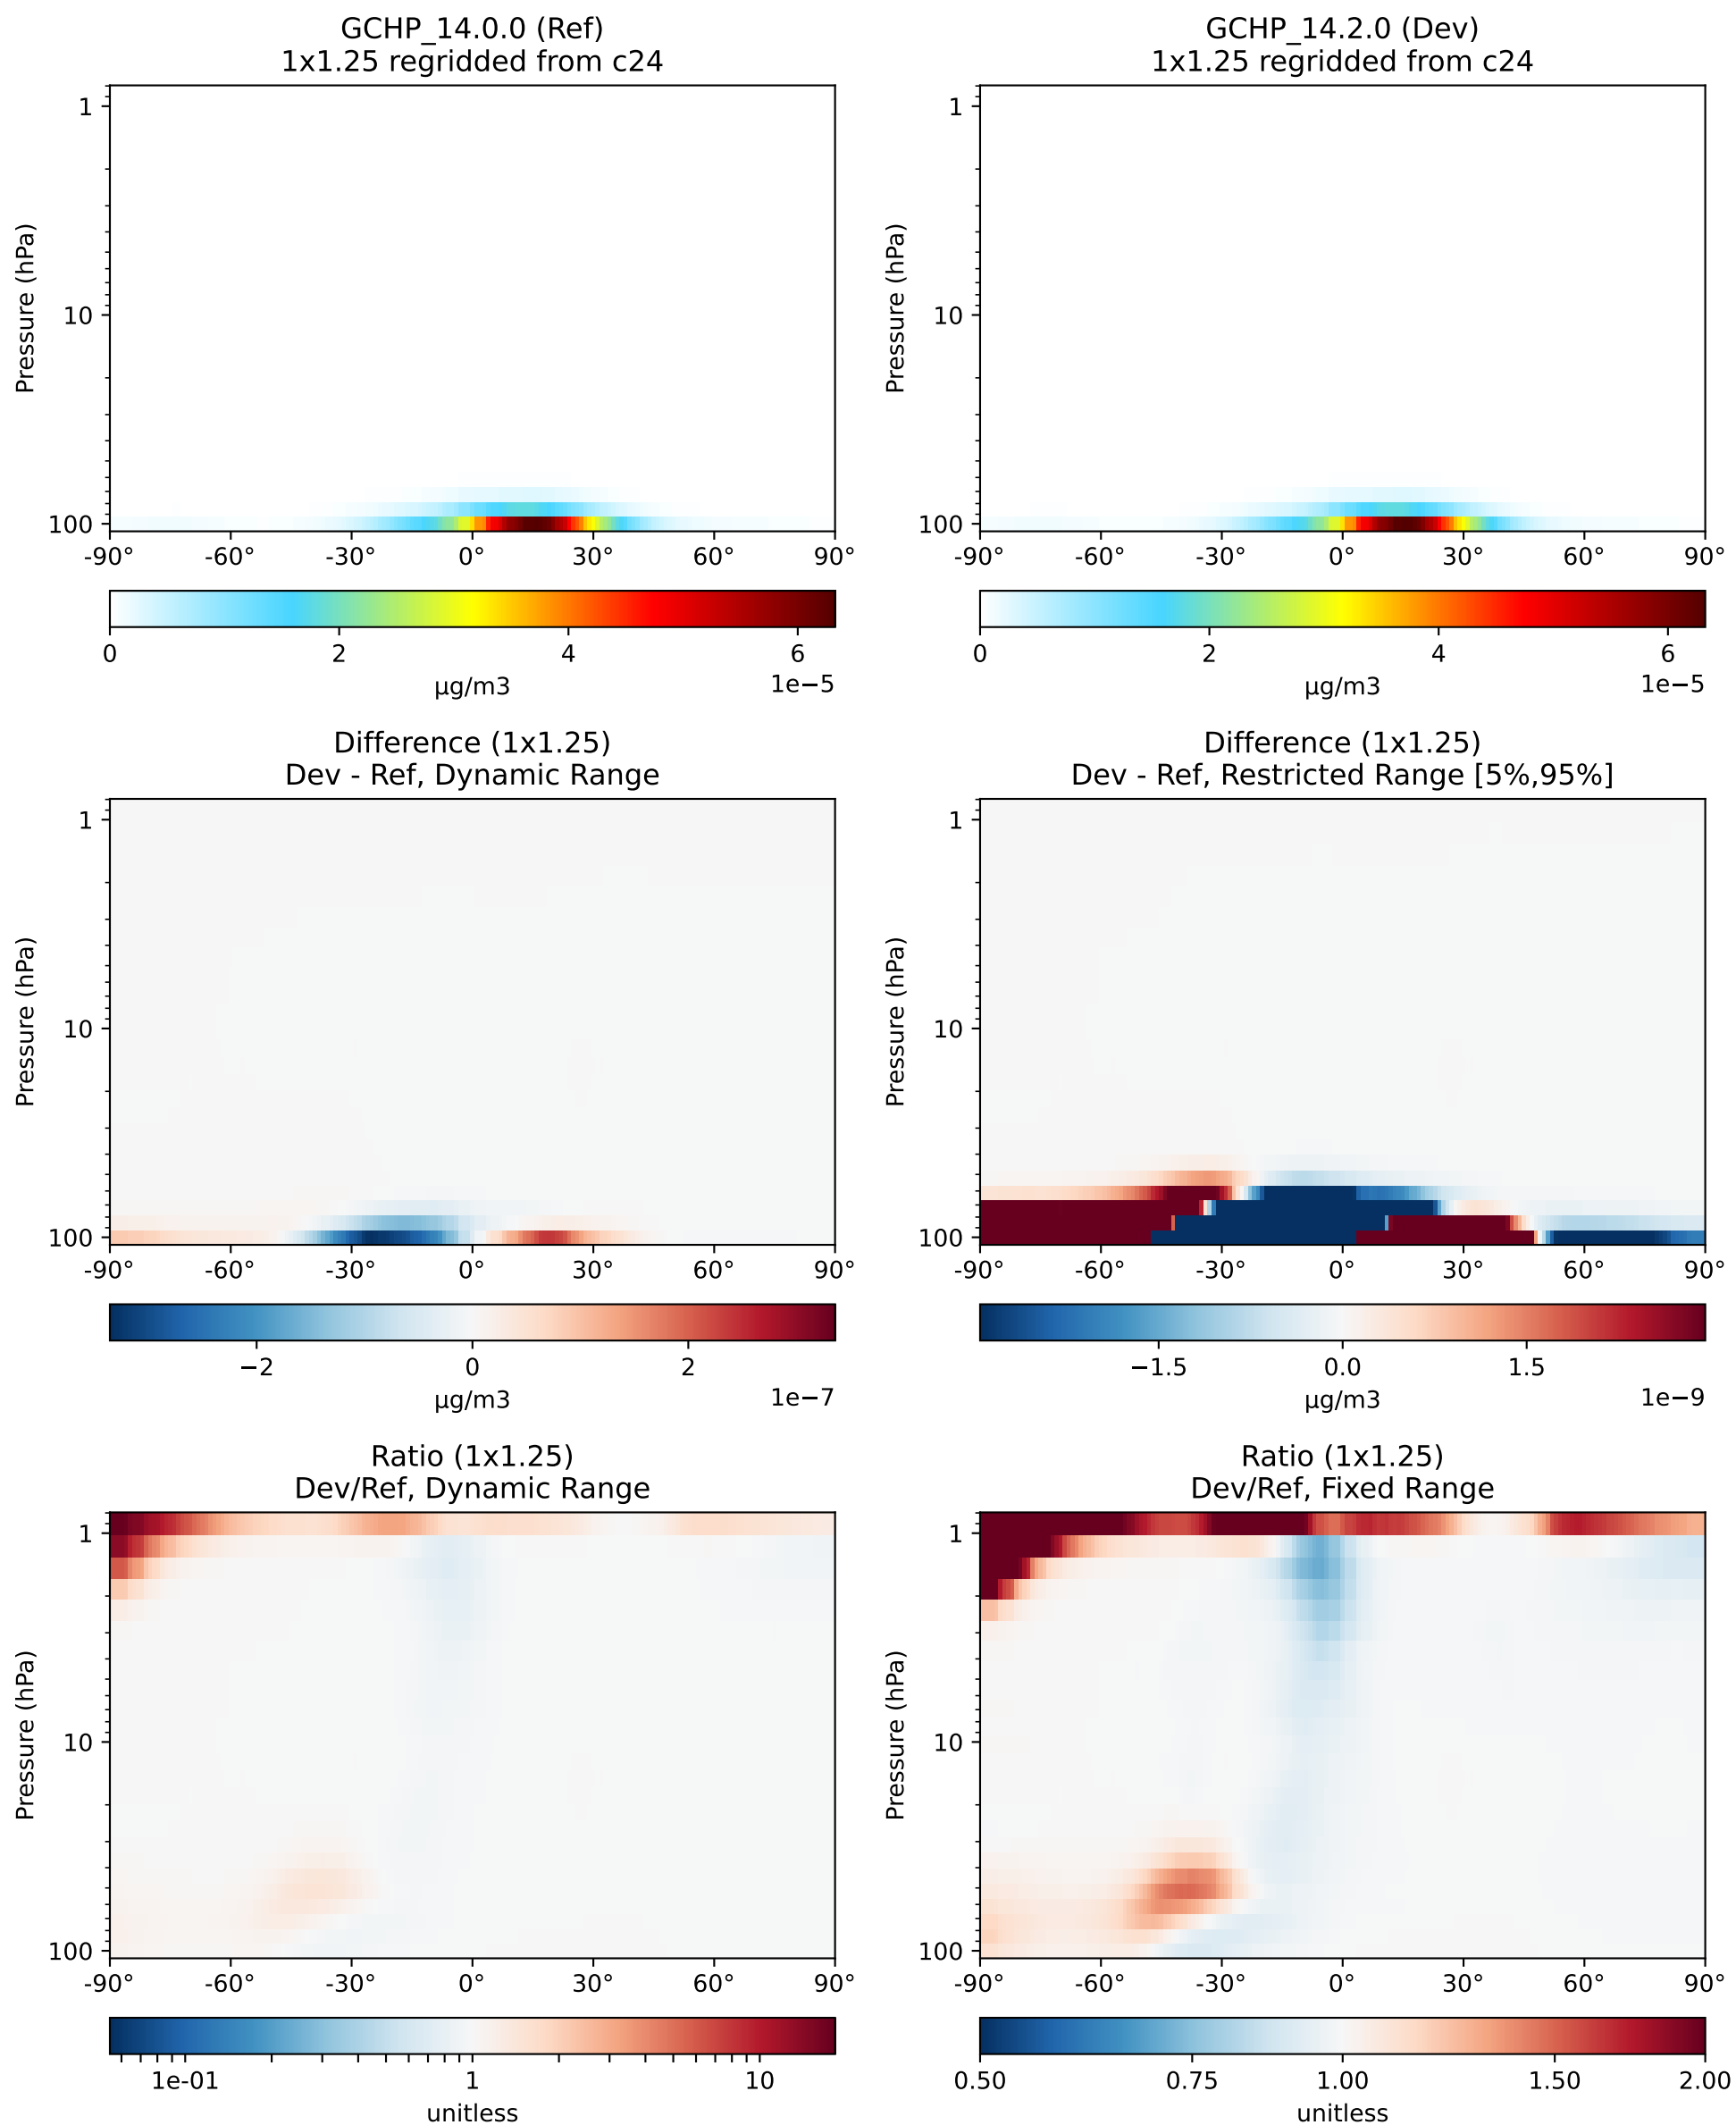 GCHP_14.0.0 (Ref)
1x1.25 regridded from c24
GCHP_14.2.0 (Dev)
1x1.25 regridded from c24
Pressure (hPa)
1
10
100
-90° -60° -30° 0° 30° 60° 90°
0 2 4 6
1e−5
μg/m3
Pressure (hPa)
1
10
100
-90° -60° -30° 0° 30° 60° 90°
0 2 4 6
1e−5
μg/m3
Difference (1x1.25)
Dev - Ref, Dynamic Range
Difference (1x1.25)
Dev - Ref, Restricted Range [5%,95%]
Pressure (hPa)
1
10
100
-90° -60° -30° 0° 30° 60° 90°
−2 0 2
1e−7
μg/m3
Pressure (hPa)
1
10
100
-90° -60° -30° 0° 30° 60° 90°
−1.5 0.0 1.5
1e−9
μg/m3
Ratio (1x1.25)
Dev/Ref, Dynamic Range
Ratio (1x1.25)
Dev/Ref, Fixed Range
Pressure (hPa)
1
10
100
-90° -60° -30° 0° 30° 60° 90°
1e-01 1 10
unitless
Pressure (hPa)
1
10
100
-90° -60° -30° 0° 30° 60° 90°
0.50 0.75 1.00 1.50 2.00
unitless